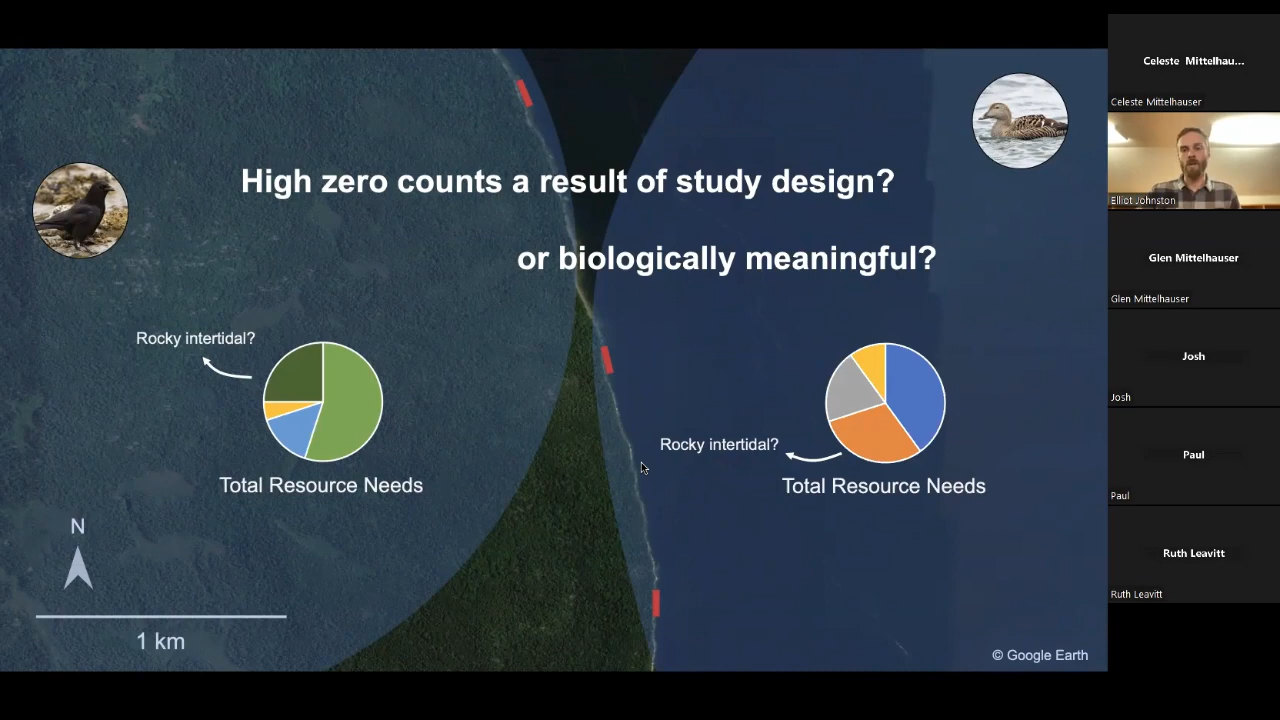 High zero counts a result of study design?
or biologically meaningful?
Rocky intertidal?
Total Resource Needs
Rocky intertidal?
Total Resource Needs
N
1 km
© Google Earth
Celeste Mittelhau...
Celeste Mittelhauser
Elliot Johnston
Glen Mittelhauser
Glen Mittelhauser
Josh
Josh
Paul
Paul
Ruth Leavitt
Ruth Leavitt